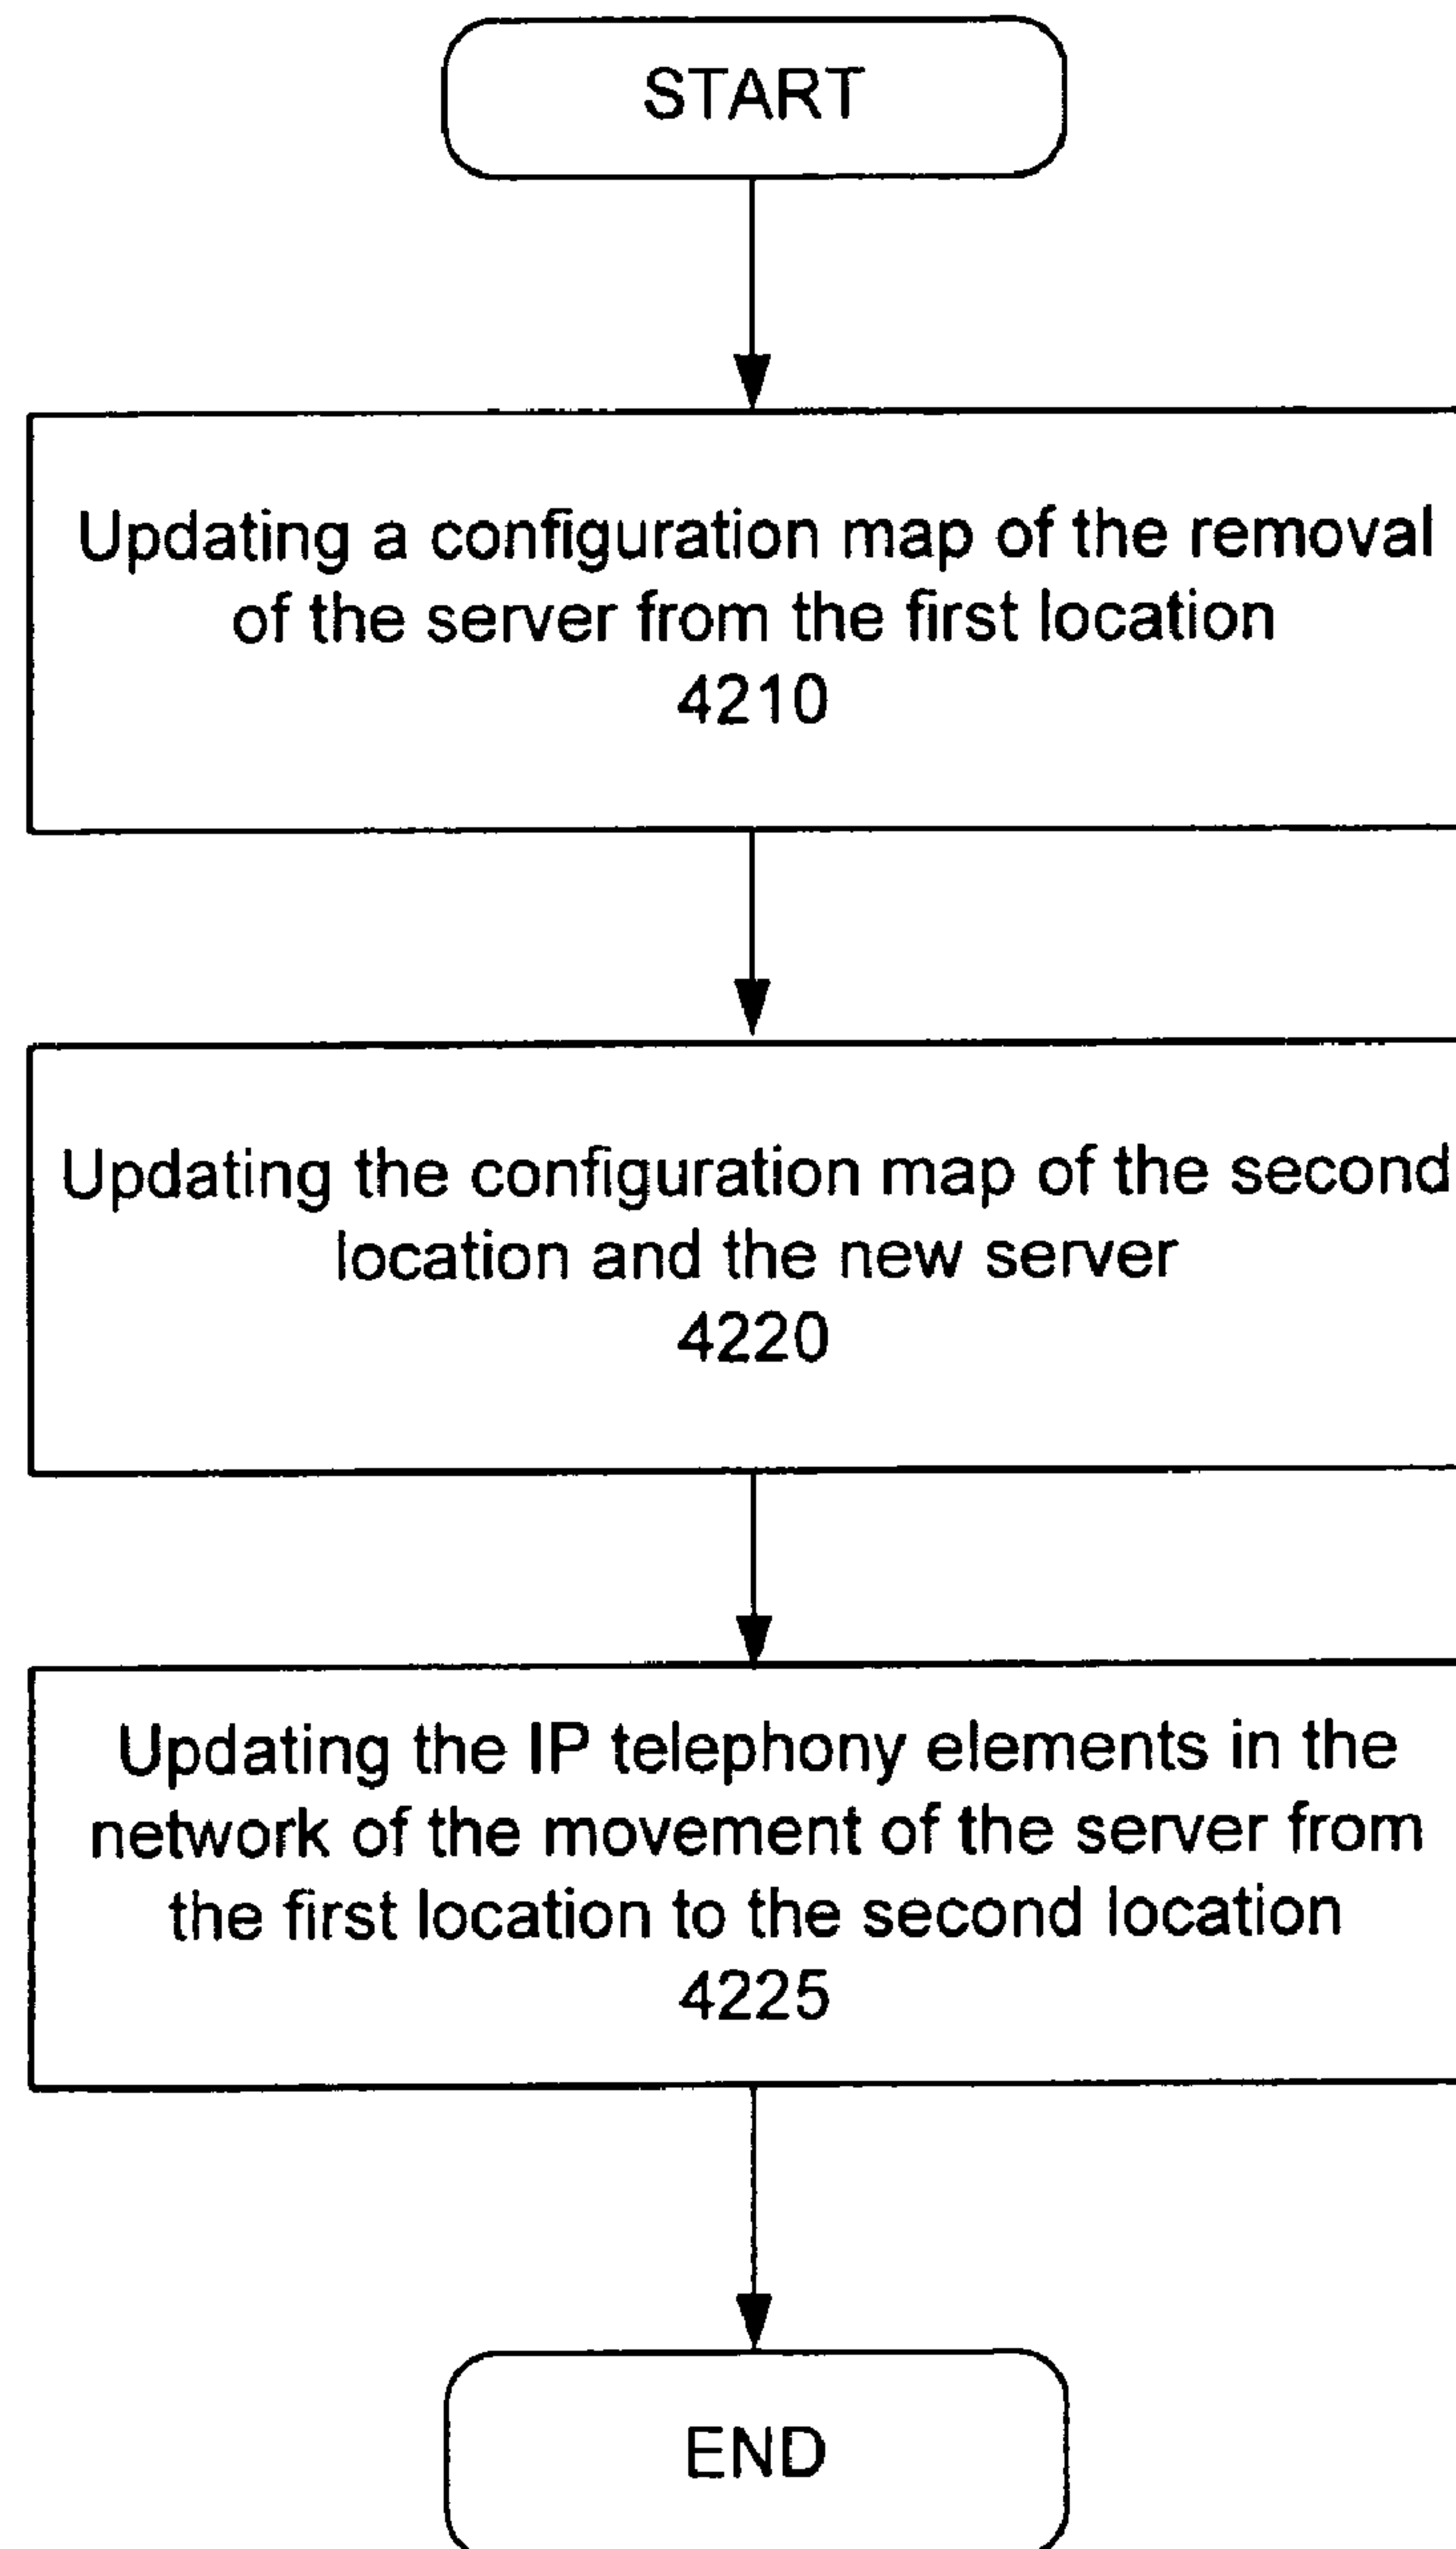 START
Updating a configuration map of the removal
of the server from the first location
4210
Updating the configuration map of the second
location and the new server
4220
Updating the IP telephony elements in the
network of the movement of the server from
the first location to the second location
4225
END